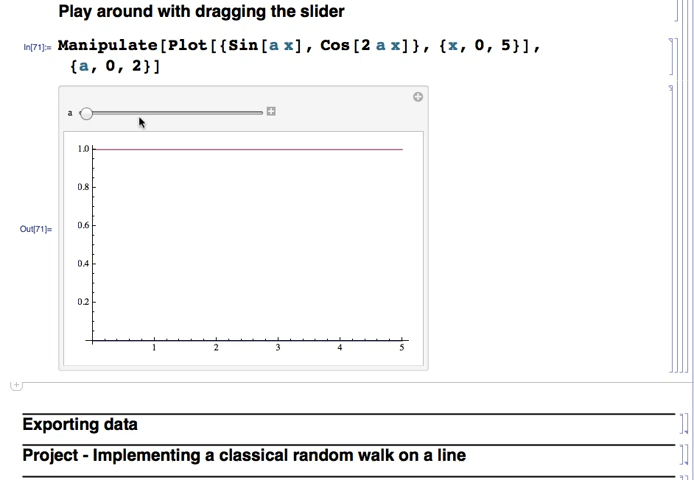 Play around with dragging the slider
In[71]:= Manipulate[Plot[{Sin[a x], Cos[2 a x]}, {x, 0, 5}],
{a, 0, 2}]
a
Out[71]=
1.0
0.8
0.6
0.4
0.2
1 2 3 4 5
Exporting data
Project - Implementing a classical random walk on a line